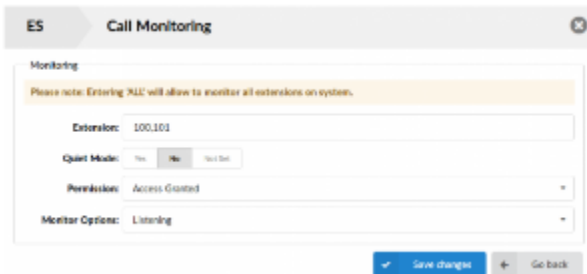 ES Call Monitoring
Monitoring
Please note: Entering 'ALL' will allow to monitor all extensions on system.
Extension: 100,101
Quiet Mode: Yes No Not Set
Permission: Access Granted
Monitor Options: Listening
Save changes Go back